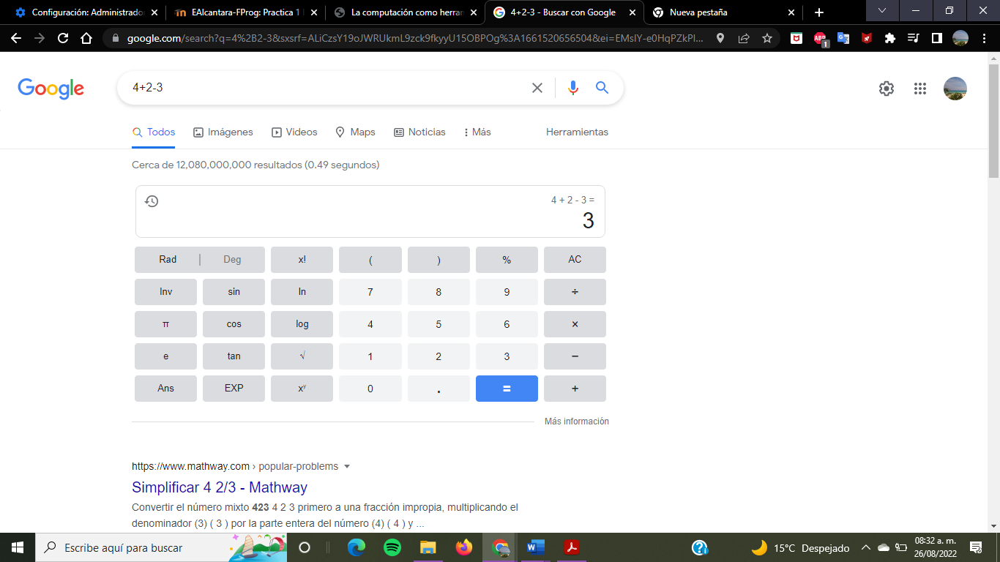 Configuración: Administrado
EAlcantara-FProg: Practica 1
La computación como herran
4+2-3 - Buscar con Google
Nueva pestaña
google.com/search?q=4%2B2-3&sxsrf=ALiCzsY19oJWRUkmL9zck9fkyyU15OBPOg%3A1661520656504&ei=EMsIY-e0HqPZkPI...
ABP
1
Google
4+2-3
Todos
Imágenes
Videos
Maps
Noticias
Más
Herramientas
Cerca de 12,080,000,000 resultados (0.49 segundos)
4 + 2 - 3 =
3
Rad | Deg x! ( ) % AC
Inv sin ln 7 8 9 ÷
π cos log 4 5 6 ×
e tan √ 1 2 3 −
Ans EXP xʸ 0 . = +
Más información
https://www.mathway.com › popular-problems
Simplificar 4 2/3 - Mathway
Convertir el número mixto 423 4 2 3 primero a una fracción impropia, multiplicando el
denominador (3) ( 3 ) por la parte entera del número (4) ( 4 ) y ...
Escribe aquí para buscar
15°C Despejado
08:32 a. m.
26/08/2022